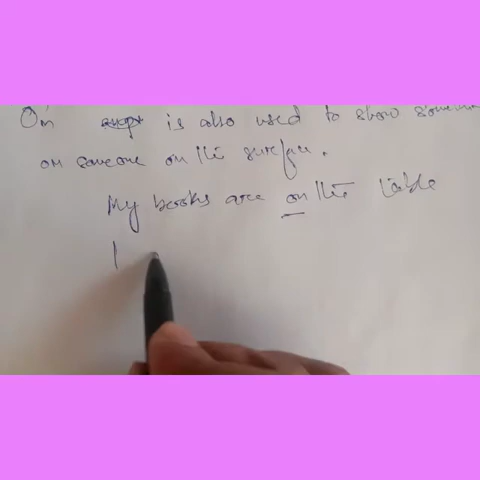 On is also used to show
on someone on the surface.
My books are on the table
I